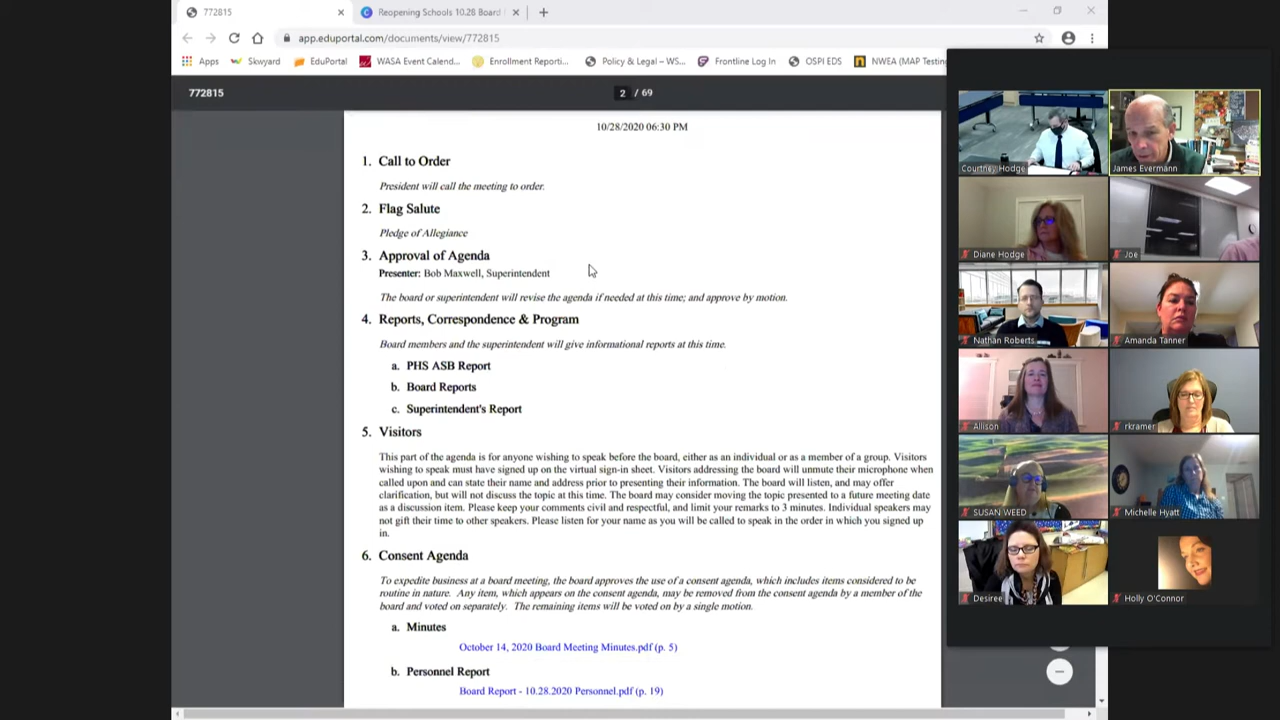 772815
Reopening Schools 10.28 Board
app.eduportal.com/documents/view/772815
Apps
Skyward
EduPortal
WASA Event Calend...
Enrollment Reporti...
Policy & Legal – WS...
Frontline Log In
OSPI EDS
NWEA (MAP Testing
772815
2 / 69
10/28/2020 06:30 PM
1. Call to Order
President will call the meeting to order.
2. Flag Salute
Pledge of Allegiance
3. Approval of Agenda
Presenter: Bob Maxwell, Superintendent
The board or superintendent will revise the agenda if needed at this time; and approve by motion.
4. Reports, Correspondence & Program
Board members and the superintendent will give informational reports at this time.
a. PHS ASB Report
b. Board Reports
c. Superintendent's Report
5. Visitors
This part of the agenda is for anyone wishing to speak before the board, either as an individual or as a member of a group. Visitors
wishing to speak must have signed up on the virtual sign-in sheet. Visitors addressing the board will unmute their microphone when
called upon and can state their name and address prior to presenting their information. The board will listen, and may offer
clarification, but will not discuss the topic at this time. The board may consider moving the topic presented to a future meeting date
as a discussion item. Please keep your comments civil and respectful, and limit your remarks to 3 minutes. Individual speakers may
not gift their time to other speakers. Please listen for your name as you will be called to speak in the order in which you signed up
in.
6. Consent Agenda
To expedite business at a board meeting, the board approves the use of a consent agenda, which includes items considered to be
routine in nature. Any item, which appears on the consent agenda, may be removed from the consent agenda by a member of the
board and voted on separately. The remaining items will be voted on by a single motion.
a. Minutes
October 14, 2020 Board Meeting Minutes.pdf (p. 5)
b. Personnel Report
Board Report - 10.28.2020 Personnel.pdf (p. 19)
Courtney Hodge
James Evermann
Diane Hodge
Joe
Nathan Roberts
Amanda Tanner
Allison
rkramer
SUSAN WEED
Michelle Hyatt
Desiree
Holly O'Connor